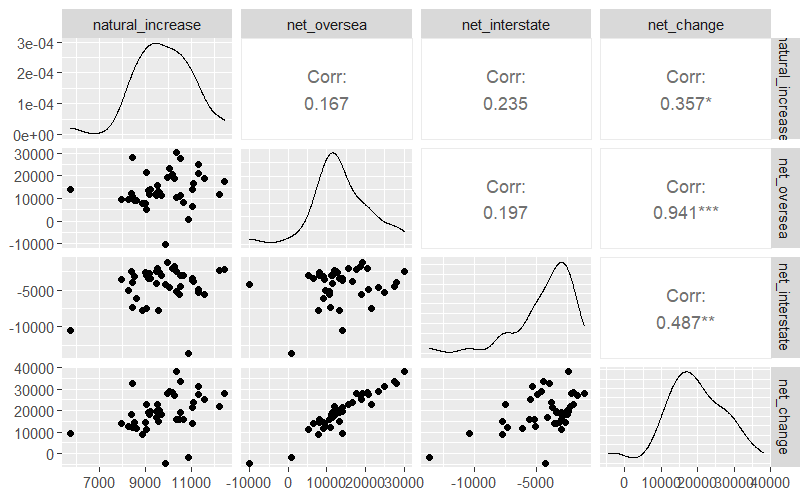 natural_increase net_oversea net_interstate net_change
3e-04
2e-04
1e-04
0e+00
Corr:
0.167
Corr:
0.235
Corr:
0.357*
natural_increase
30000
20000
10000
0
-10000
Corr:
0.197
Corr:
0.941***
net_oversea
-5000
-10000
Corr:
0.487**
net_interstate
40000
30000
20000
10000
0
net_change
7000 9000 11000 -10000 0 10000 20000 30000 -10000 -5000 0 10000 20000 30000 40000